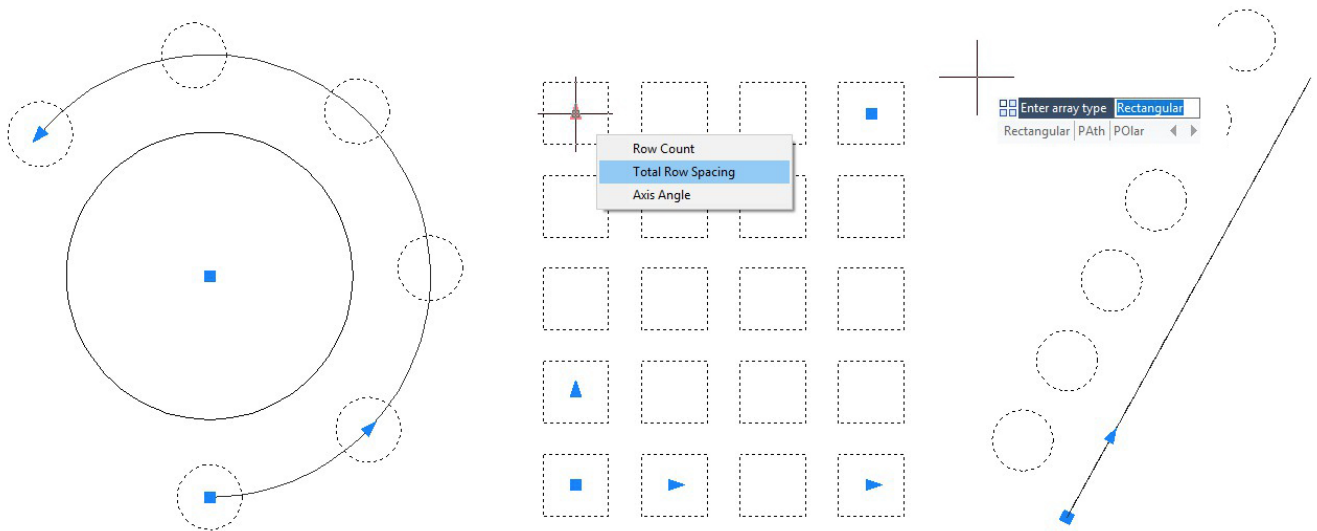 Row Count
Total Row Spacing
Axis Angle
Enter array type Rectangular
Rectangular PAth POlar